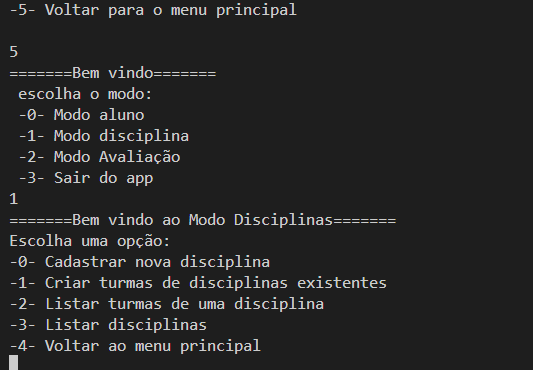 -5- Voltar para o menu principal
5
=======Bem vindo=======
escolha o modo:
-0- Modo aluno
-1- Modo disciplina
-2- Modo Avaliação
-3- Sair do app
1
=======Bem vindo ao Modo Disciplinas=======
Escolha uma opção:
-0- Cadastrar nova disciplina
-1- Criar turmas de disciplinas existentes
-2- Listar turmas de uma disciplina
-3- Listar disciplinas
-4- Voltar ao menu principal